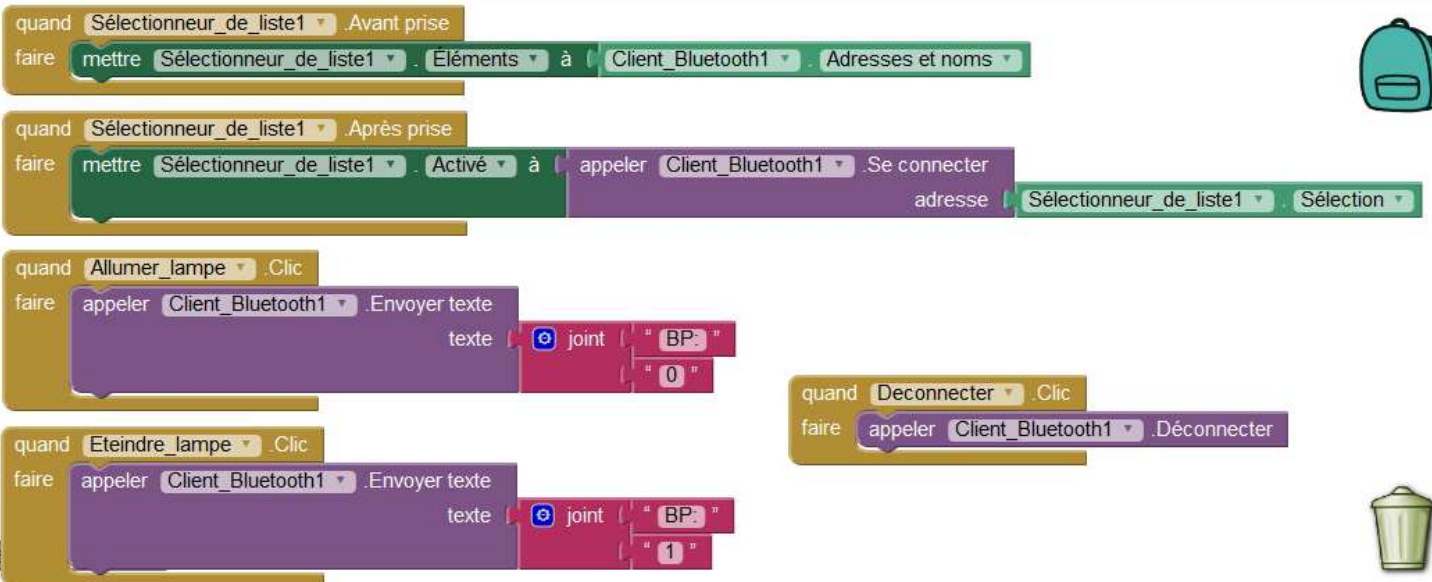 quand Sélectionneur_de_liste1 .Avant prise
faire mettre Sélectionneur_de_liste1 . Éléments à Client_Bluetooth1 . Adresses et noms
quand Sélectionneur_de_liste1 .Après prise
faire mettre Sélectionneur_de_liste1 . Activé à appeler Client_Bluetooth1 .Se connecter
adresse Sélectionneur_de_liste1 . Sélection
quand Allumer_lampe .Clic
faire appeler Client_Bluetooth1 .Envoyer texte
texte joint " BP: "
" 0 "
quand Deconnecter .Clic
faire appeler Client_Bluetooth1 .Déconnecter
quand Eteindre_lampe .Clic
faire appeler Client_Bluetooth1 .Envoyer texte
texte joint " BP: "
" 1 "